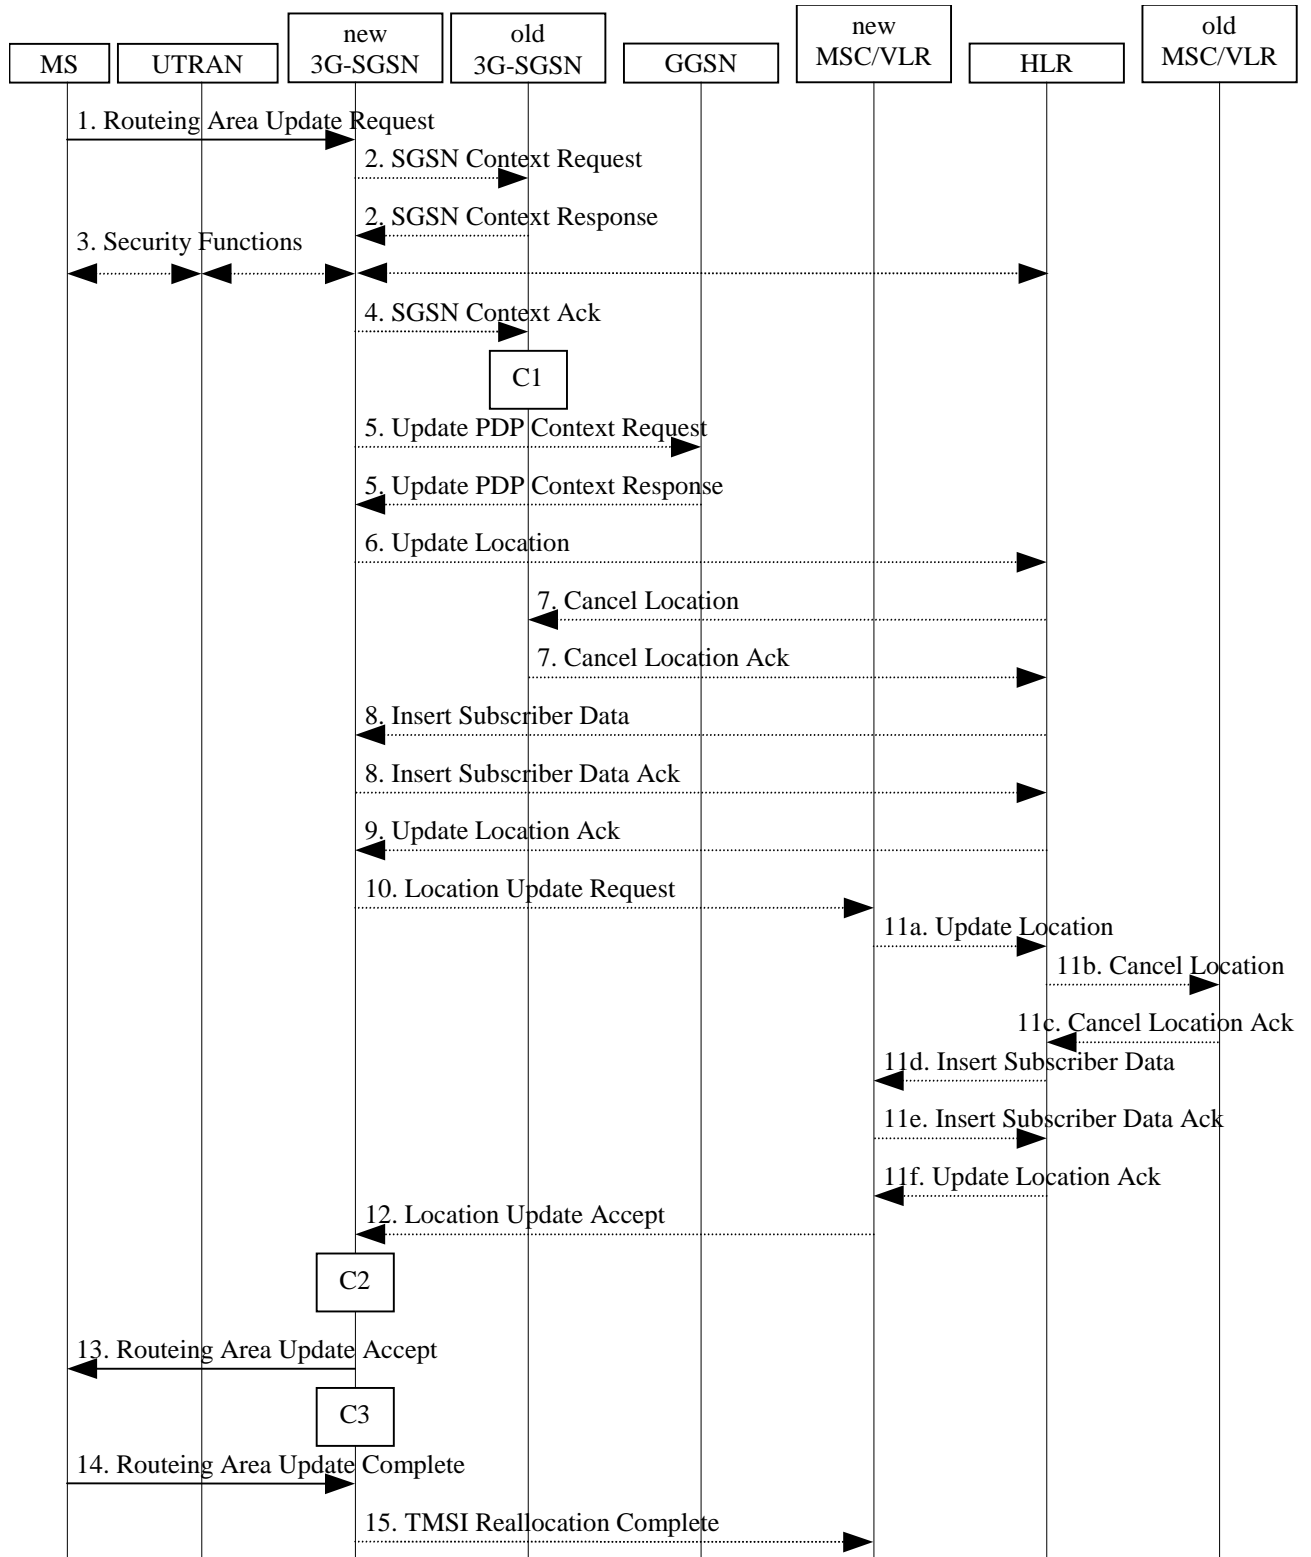 MS
UTRAN
new
3G-SGSN
old
3G-SGSN
GGSN
new
MSC/VLR
HLR
old
MSC/VLR
1. Routeing Area Update Request
2. SGSN Context Request
2. SGSN Context Response
3. Security Functions
4. SGSN Context Ack
C1
5. Update PDP Context Request
5. Update PDP Context Response
6. Update Location
7. Cancel Location
7. Cancel Location Ack
8. Insert Subscriber Data
8. Insert Subscriber Data Ack
9. Update Location Ack
10. Location Update Request
11a. Update Location
11b. Cancel Location
11c. Cancel Location Ack
11d. Insert Subscriber Data
11e. Insert Subscriber Data Ack
11f. Update Location Ack
12. Location Update Accept
C2
13. Routeing Area Update Accept
C3
14. Routeing Area Update Complete
15. TMSI Reallocation Complete